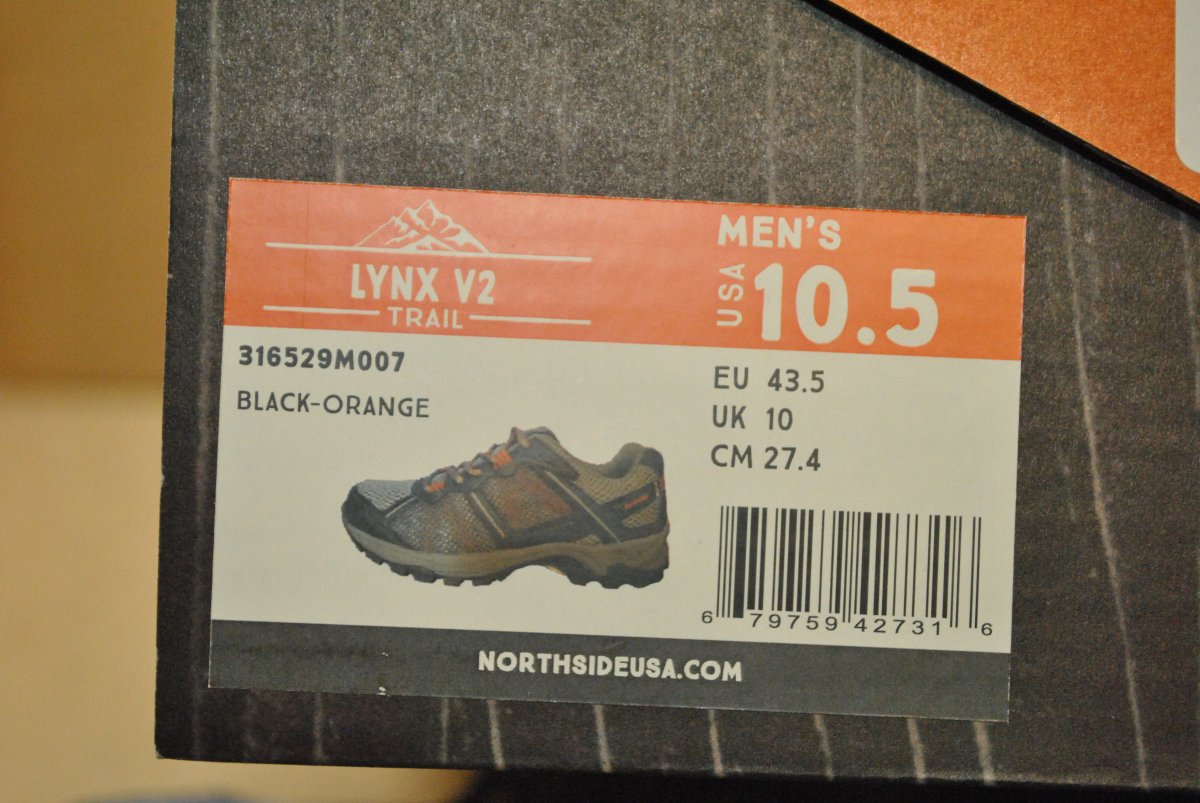 LYNX V2
TRAIL
MEN'S
USA 10.5
316529M007
BLACK-ORANGE
EU 43.5
UK 10
CM 27.4
6 79759 42731 6
NORTHSIDEUSA.COM